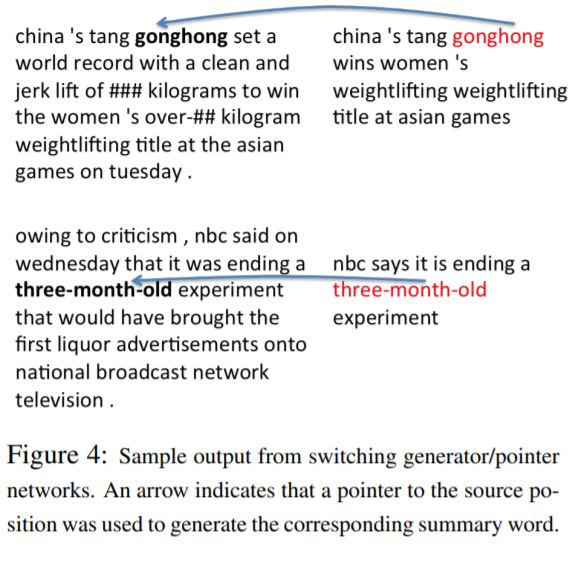 china 's tang gonghong set a
world record with a clean and
jerk lift of ### kilograms to win
the women 's over-## kilogram
weightlifting title at the asian
games on tuesday .
china 's tang gonghong
wins women 's
weightlifting weightlifting
title at asian games
owing to criticism , nbc said on
wednesday that it was ending a
three-month-old experiment
that would have brought the
first liquor advertisements onto
national broadcast network
television .
nbc says it is ending a
three-month-old
experiment
Figure 4: Sample output from switching generator/pointer
networks. An arrow indicates that a pointer to the source po-
sition was used to generate the corresponding summary word.